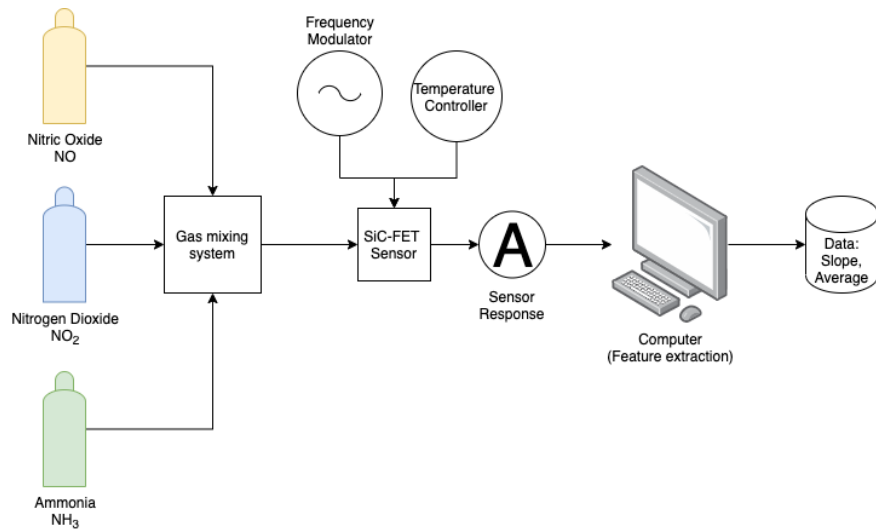 Frequency
Modulator
Temperature
Controller
Nitric Oxide
NO
Gas mixing
system
SiC-FET
Sensor
A
Data:
Slope,
Average
Sensor
Response
Nitrogen Dioxide
NO₂
Computer
(Feature extraction)
Ammonia
NH₃